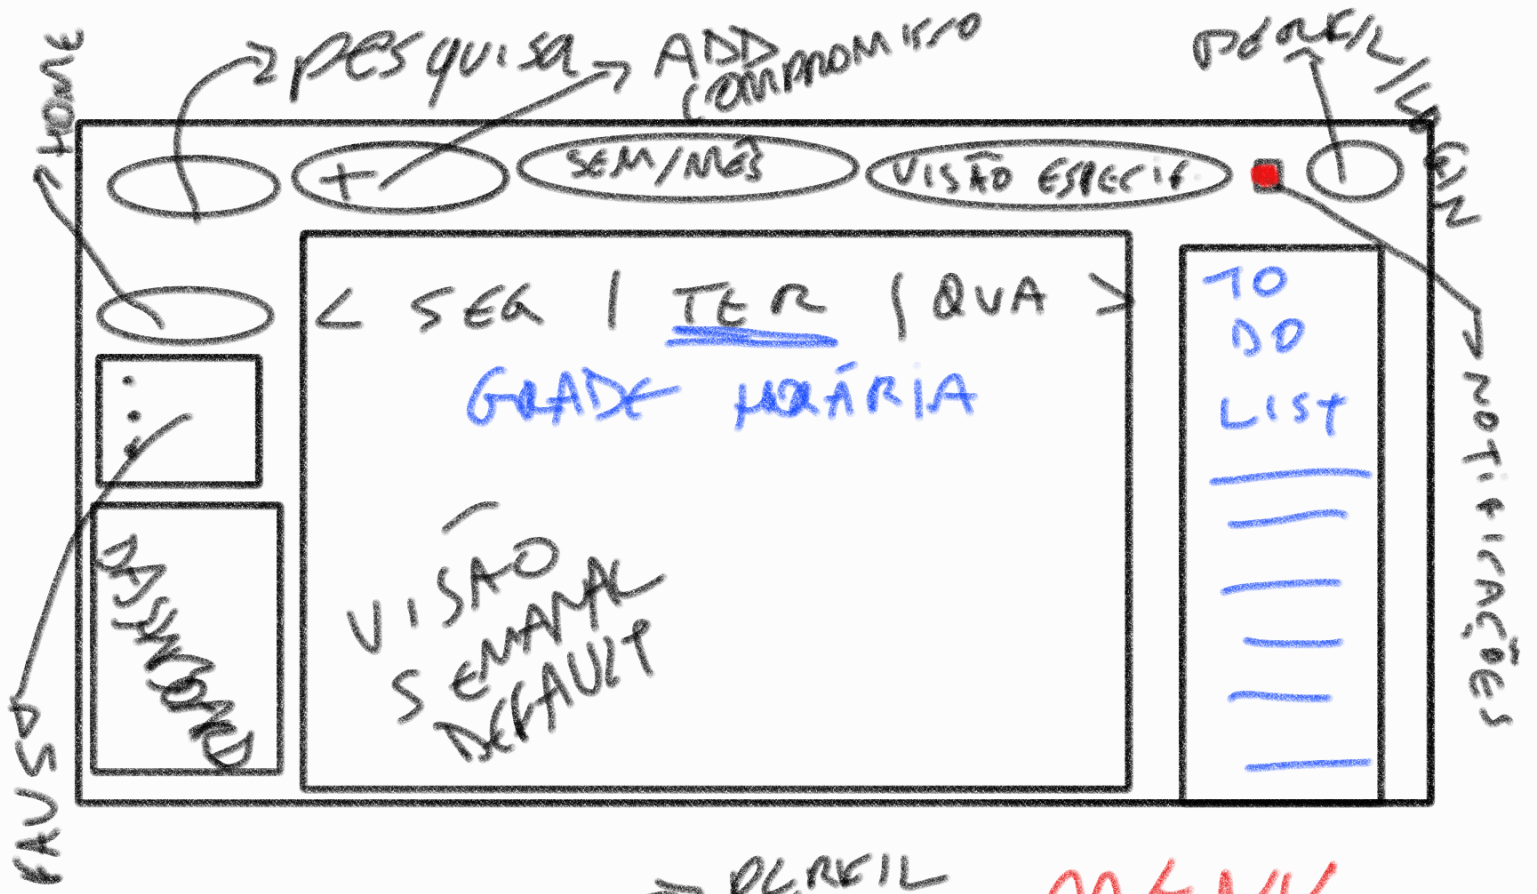 HOME
PESQUISA
ADD
COMPROMISSO
PERFIL/LOGIN
+
SEM/MÊS
VISÃO ESPECIF.
< SEG | TER | QUA >
GRADE HORÁRIA
VISÃO
SEMANAL
DEFAULT
TO
DO
LIST
DASHBOARD
FAVS
NOTIFICAÇÕES
PERFIL
MENU